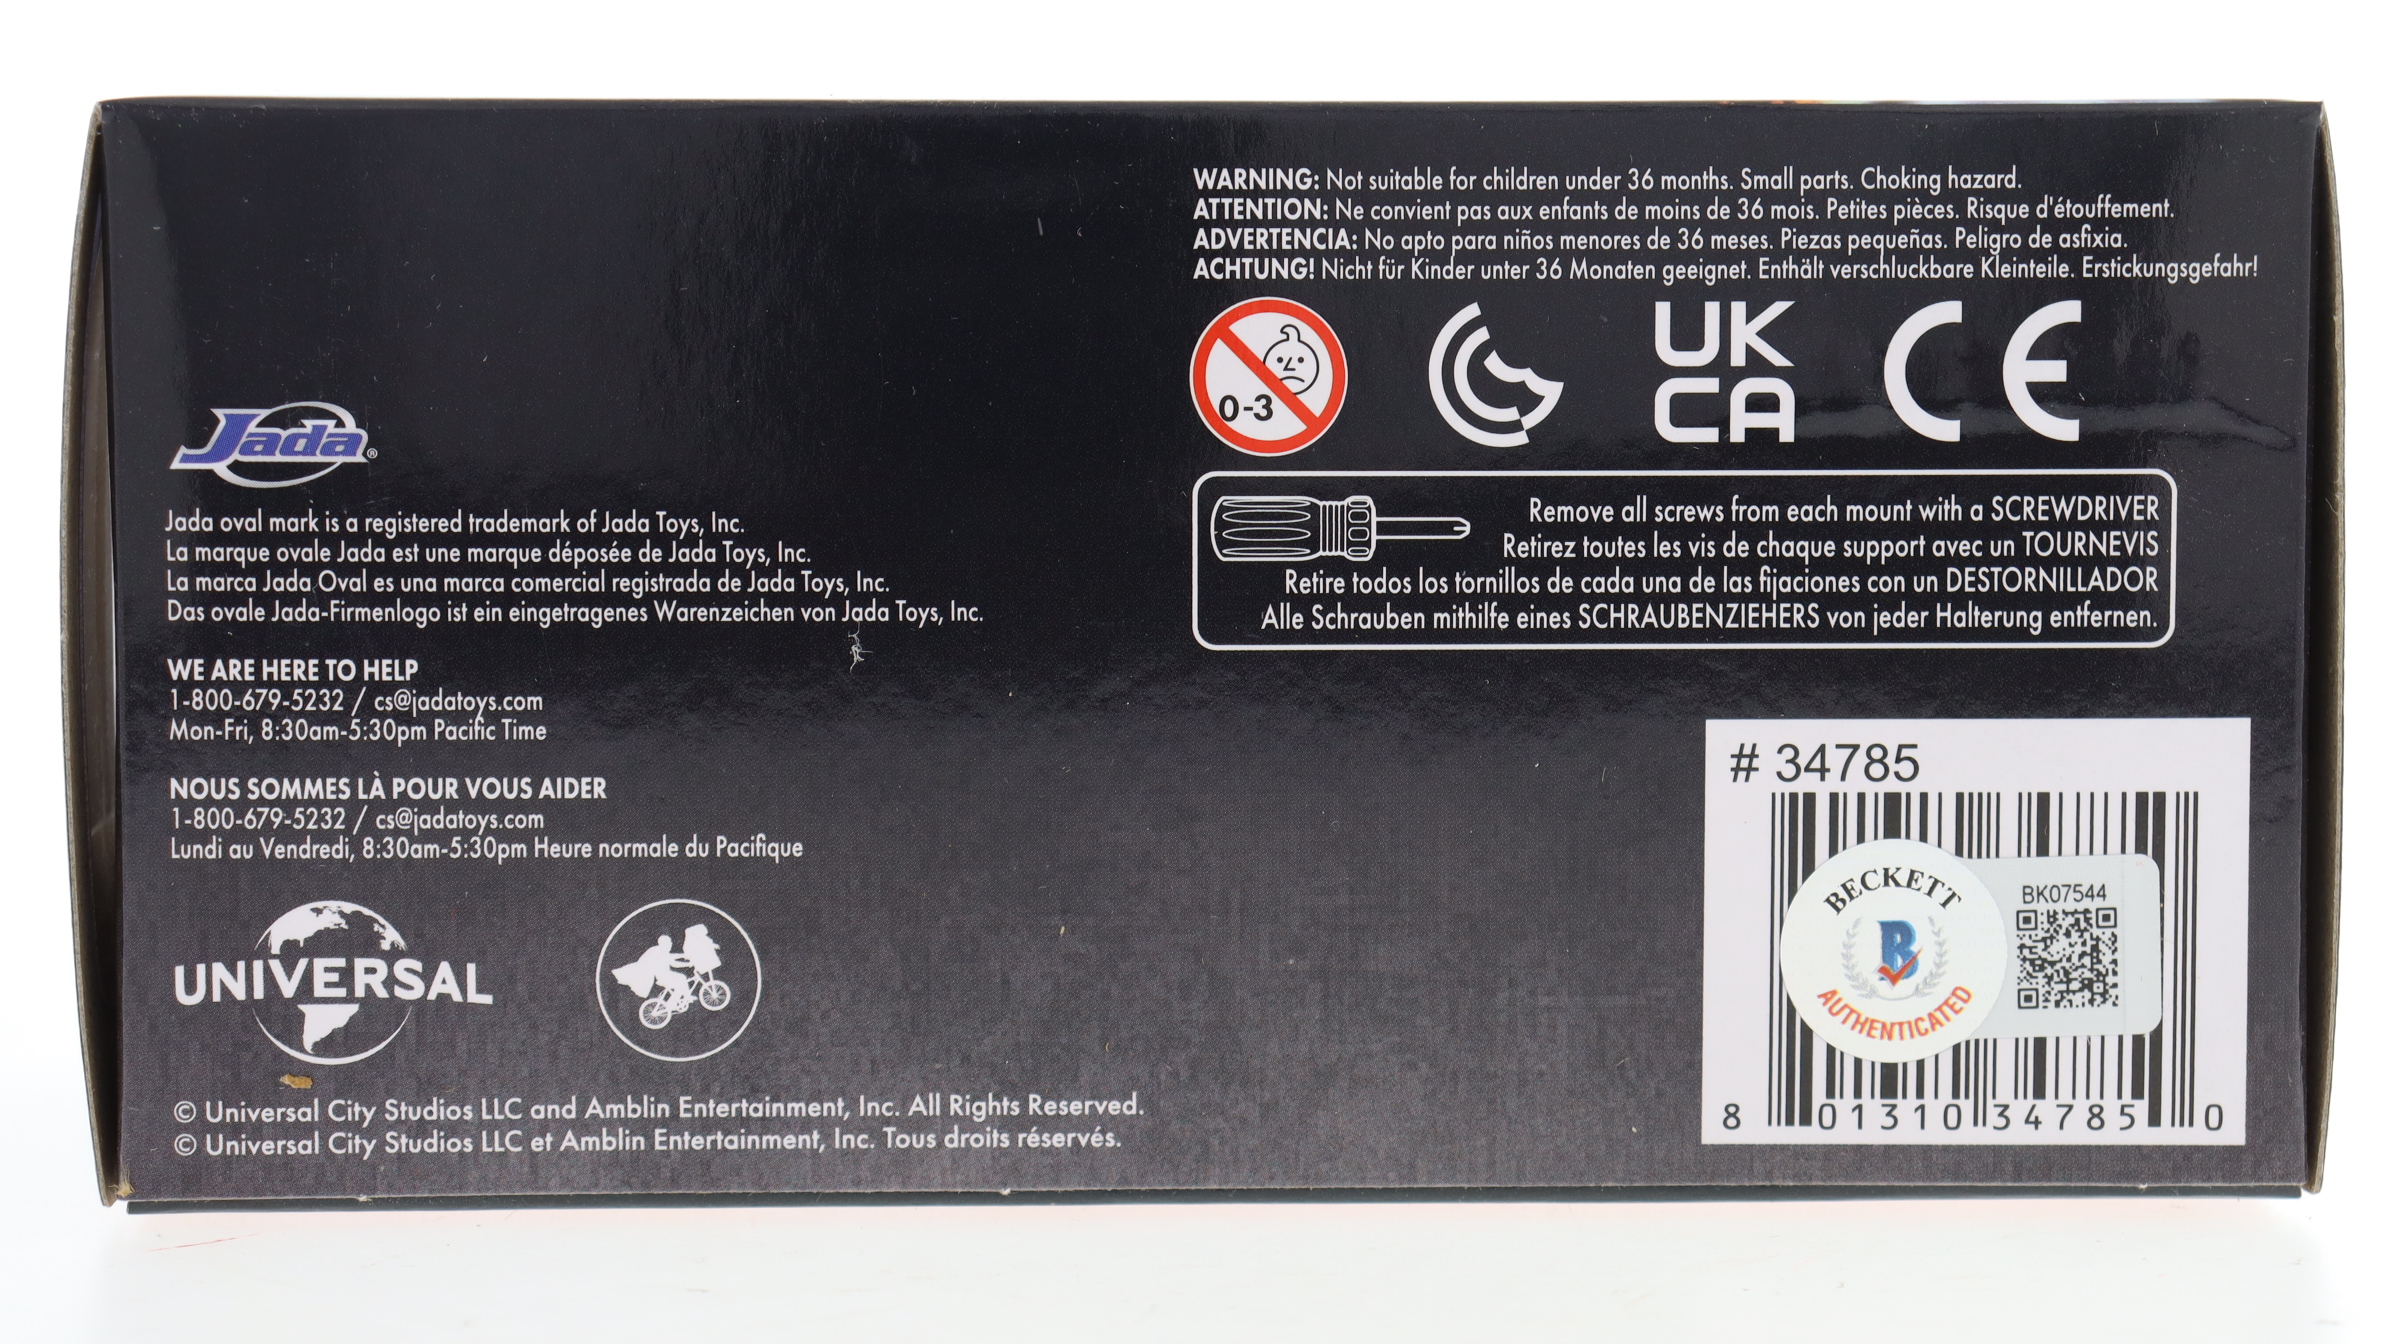 WARNING: Not suitable for children under 36 months. Small parts. Choking hazard.
ATTENTION: Ne convient pas aux enfants de moins de 36 mois. Petites pièces. Risque d'étouffement.
ADVERTENCIA: No apto para niños menores de 36 meses. Piezas pequeñas. Peligro de asfixia.
ACHTUNG! Nicht für Kinder unter 36 Monaten geeignet. Enthält verschluckbare Kleinteile. Erstickungsgefahr!
0-3
UK
CA
CE
Remove all screws from each mount with a SCREWDRIVER
Retirez toutes les vis de chaque support avec un TOURNEVIS
Retire todos los tornillos de cada una de las fijaciones con un DESTORNILLADOR
Alle Schrauben mithilfe eines SCHRAUBENZIEHERS von jeder Halterung entfernen.
Jada®
Jada oval mark is a registered trademark of Jada Toys, Inc.
La marque ovale Jada est une marque déposée de Jada Toys, Inc.
La marca Jada Oval es una marca comercial registrada de Jada Toys, Inc.
Das ovale Jada-Firmenlogo ist ein eingetragenes Warenzeichen von Jada Toys, Inc.
WE ARE HERE TO HELP
1-800-679-5232 / cs@jadatoys.com
Mon-Fri, 8:30am-5:30pm Pacific Time
NOUS SOMMES LÀ POUR VOUS AIDER
1-800-679-5232 / cs@jadatoys.com
Lundi au Vendredi, 8:30am-5:30pm Heure normale du Pacifique
UNIVERSAL
© Universal City Studios LLC and Amblin Entertainment, Inc. All Rights Reserved.
© Universal City Studios LLC et Amblin Entertainment, Inc. Tous droits réservés.
# 34785
BECKETT
B
AUTHENTICATED
BK07544
8 01310 34785 0